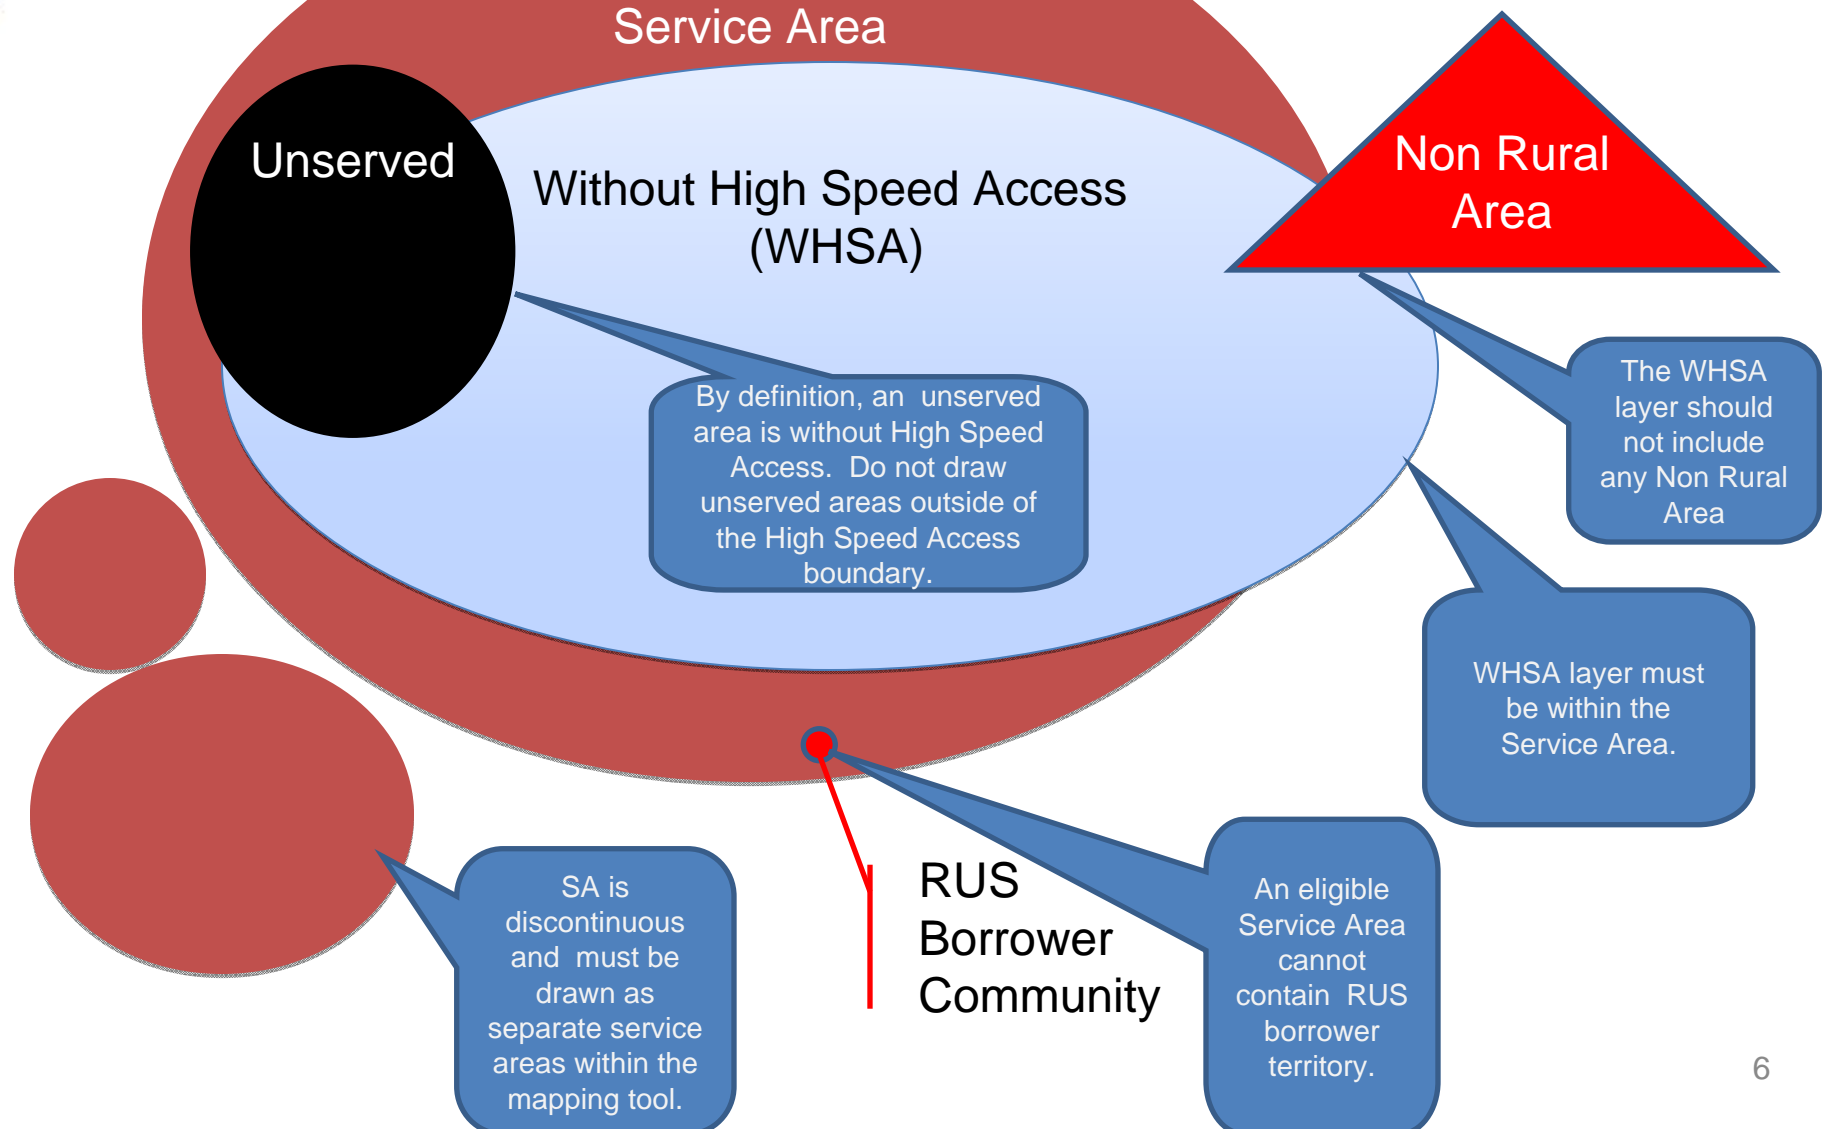 Service Area
Unserved
Without High Speed Access
(WHSA)
Non Rural
Area
By definition, an  unserved
area is without High Speed
Access.  Do not draw
unserved areas outside of
the High Speed Access
boundary.
The WHSA
layer should
not include
any Non Rural
Area
WHSA layer must
be within the
Service Area.
SA is
discontinuous
and  must be
drawn as
separate service
areas within the
mapping tool.
RUS
Borrower
Community
An eligible
Service Area
cannot
contain  RUS
borrower
territory.
6